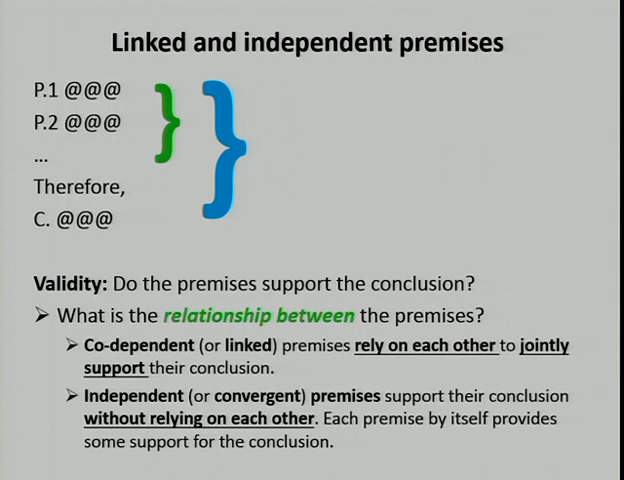 Linked and independent premises
P.1 @@@
P.2 @@@
...
Therefore,
C. @@@
Validity: Do the premises support the conclusion?
➢ What is the relationship between the premises?
➢ Co-dependent (or linked) premises rely on each other to jointly
support their conclusion.
➢ Independent (or convergent) premises support their conclusion
without relying on each other. Each premise by itself provides
some support for the conclusion.